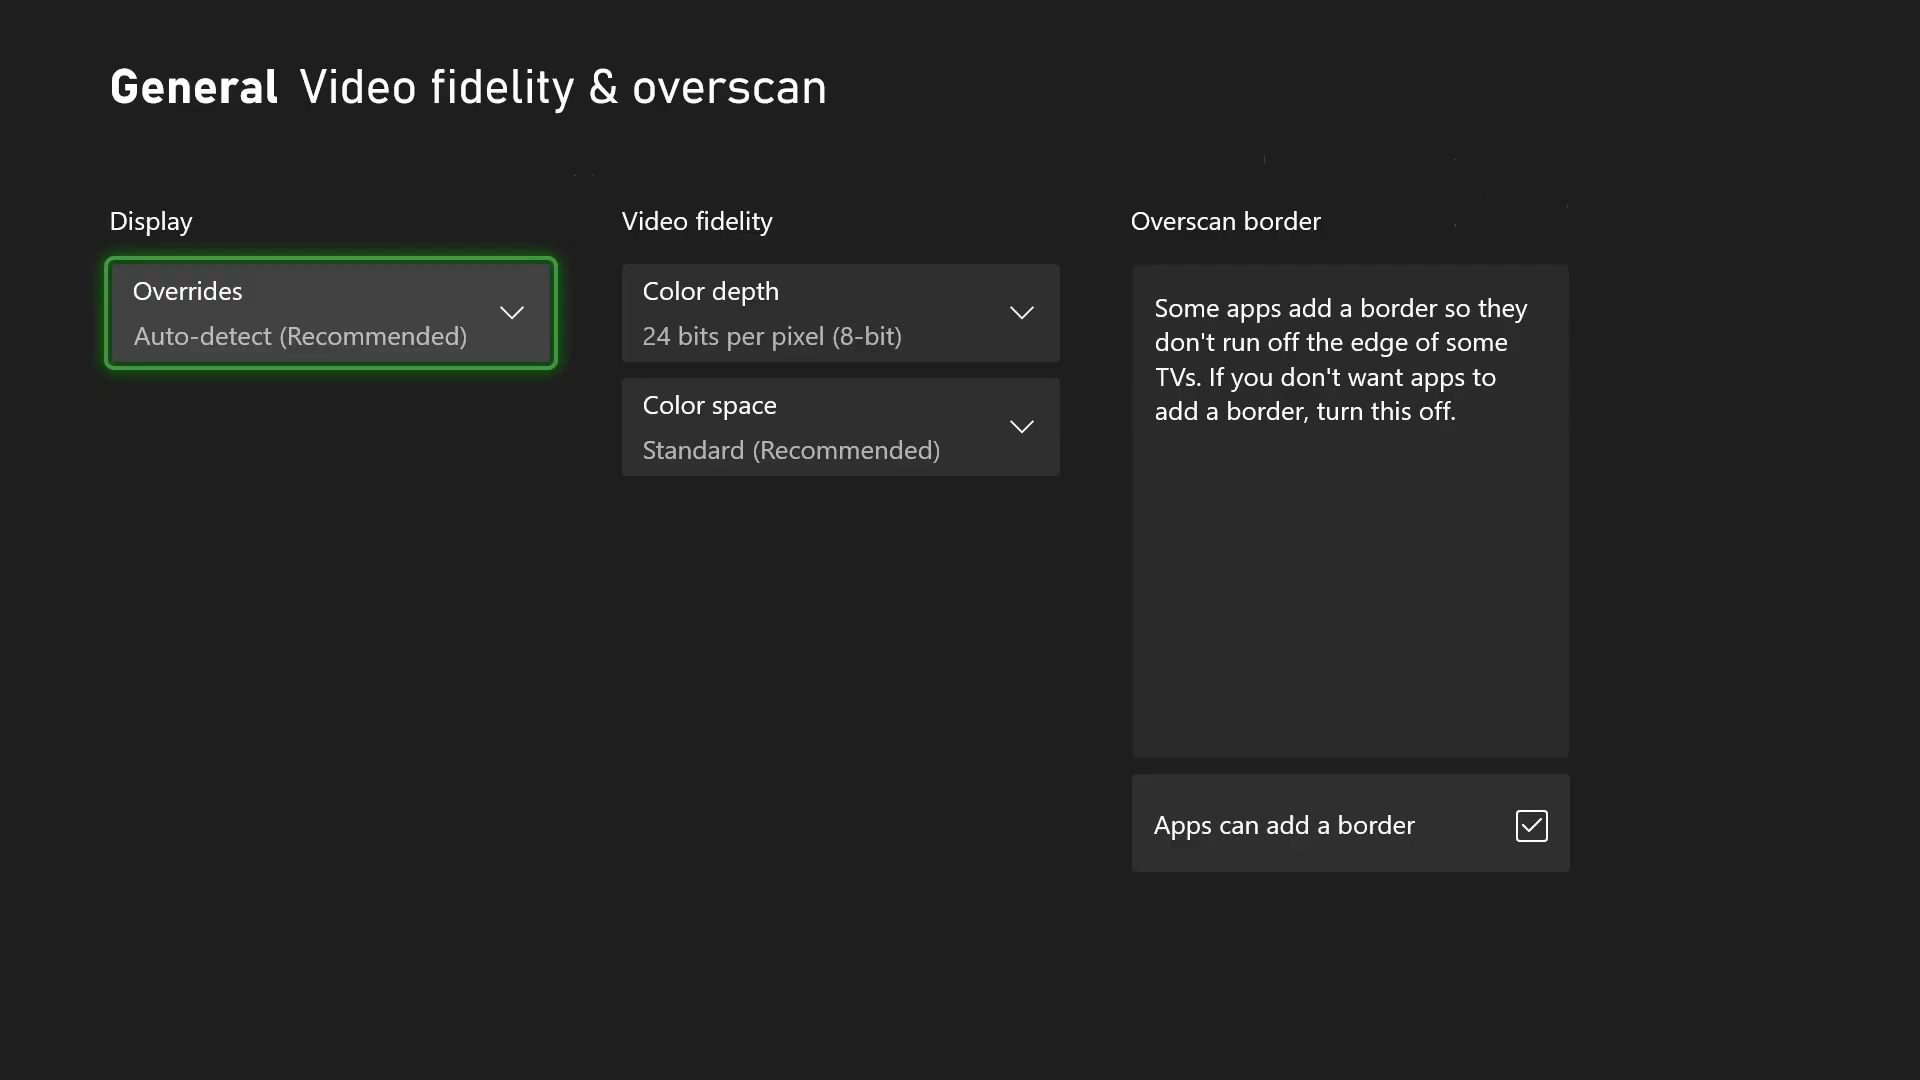 General Video fidelity & overscan
Display
Overrides
Auto-detect (Recommended)
Video fidelity
Color depth
24 bits per pixel (8-bit)
Color space
Standard (Recommended)
Overscan border
Some apps add a border so they
don't run off the edge of some
TVs. If you don't want apps to
add a border, turn this off.
Apps can add a border